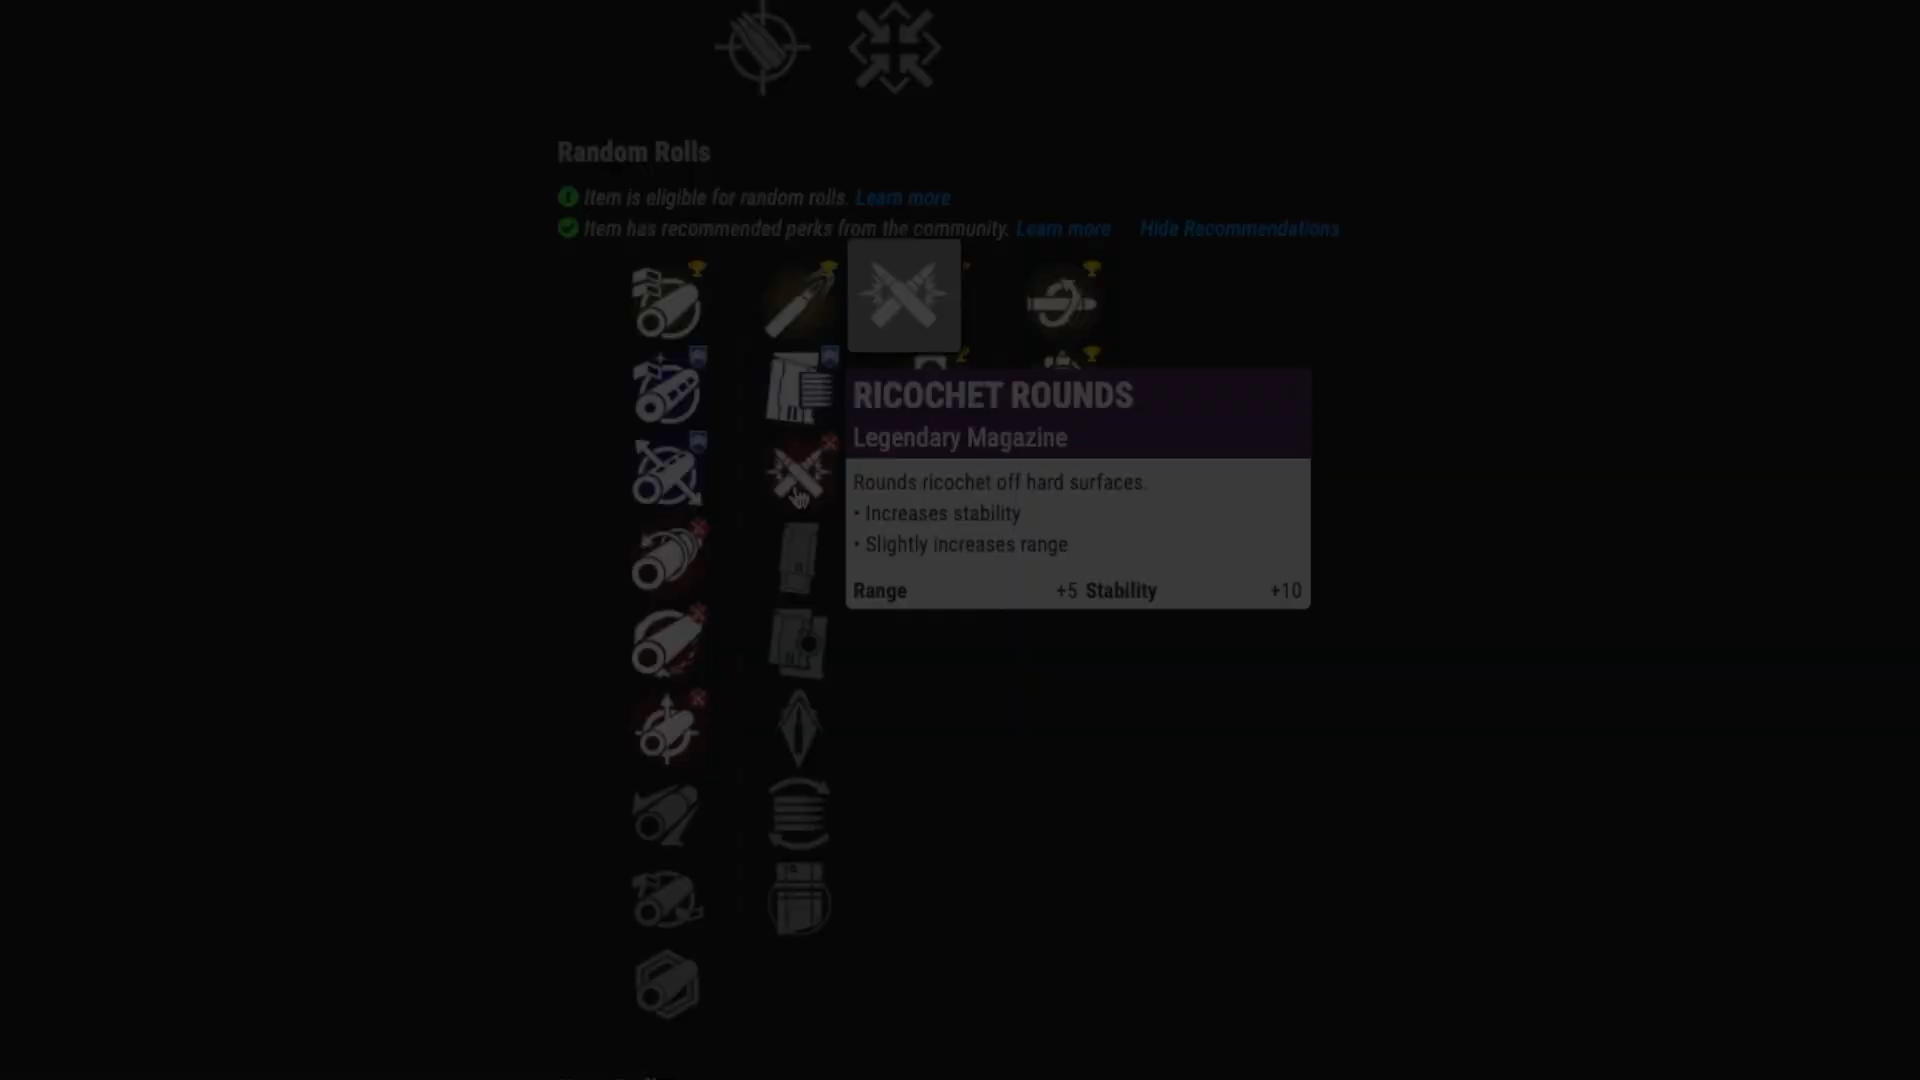 Random Rolls
Item is eligible for random rolls. Learn more
Item has recommended perks from the community. Learn more Hide Recommendations
RICOCHET ROUNDS
Legendary Magazine
Rounds ricochet off hard surfaces.
• Increases stability
• Slightly increases range
Range +5 Stability +10